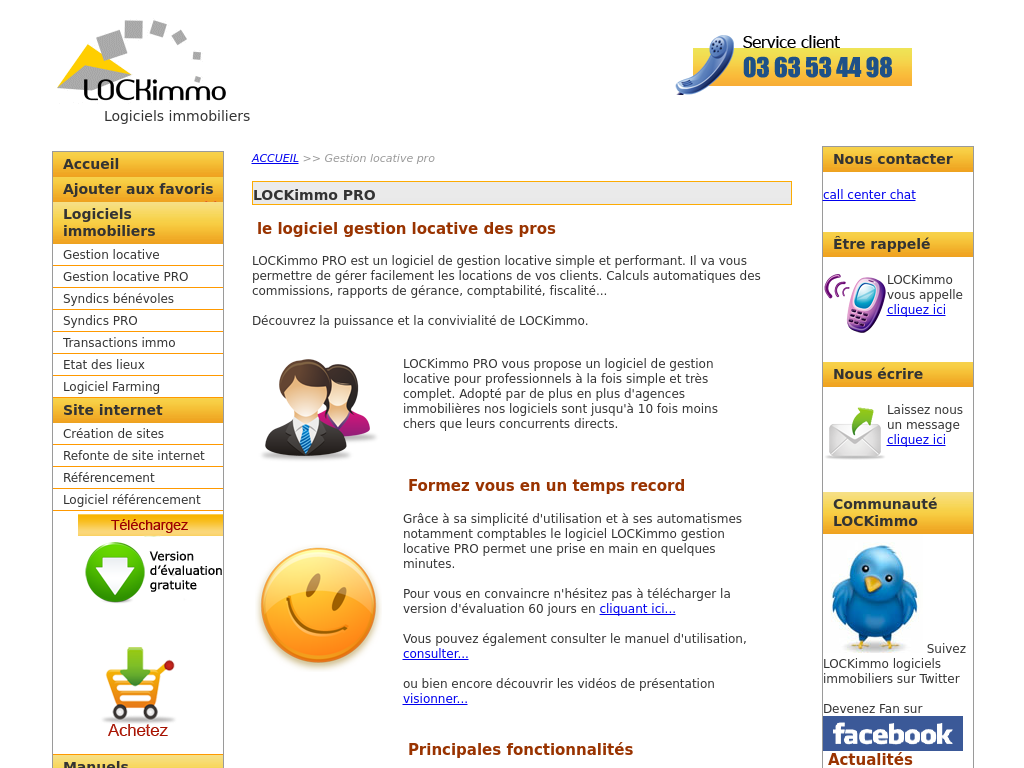 LOCKimmo
Logiciels immobiliers
Service client
03 63 53 44 98
Accueil
Ajouter aux favoris
Logiciels
immobiliers
Gestion locative
Gestion locative PRO
Syndics bénévoles
Syndics PRO
Transactions immo
Etat des lieux
Logiciel Farming
Site internet
Création de sites
Refonte de site internet
Référencement
Logiciel référencement
Téléchargez
Version
d'évaluation
gratuite
Achetez
Manuels
ACCUEIL >> Gestion locative pro
LOCKimmo PRO
le logiciel gestion locative des pros
LOCKimmo PRO est un logiciel de gestion locative simple et performant. Il va vous
permettre de gérer facilement les locations de vos clients. Calculs automatiques des
commissions, rapports de gérance, comptabilité, fiscalité...
Découvrez la puissance et la convivialité de LOCKimmo.
LOCKimmo PRO vous propose un logiciel de gestion
locative pour professionnels à la fois simple et très
complet. Adopté par de plus en plus d'agences
immobilières nos logiciels sont jusqu'à 10 fois moins
chers que leurs concurrents directs.
Formez vous en un temps record
Grâce à sa simplicité d'utilisation et à ses automatismes
notamment comptables le logiciel LOCKimmo gestion
locative PRO permet une prise en main en quelques
minutes.
Pour vous en convaincre n'hésitez pas à télécharger la
version d'évaluation 60 jours en cliquant ici...
Vous pouvez également consulter le manuel d'utilisation,
consulter...
ou bien encore découvrir les vidéos de présentation
visionner...
Principales fonctionnalités
Nous contacter
call center chat
Être rappelé
LOCKimmo
vous appelle
cliquez ici
Nous écrire
Laissez nous
un message
cliquez ici
Communauté
LOCKimmo
Suivez
LOCKimmo logiciels
immobiliers sur Twitter
Devenez Fan sur
facebook
Actualités